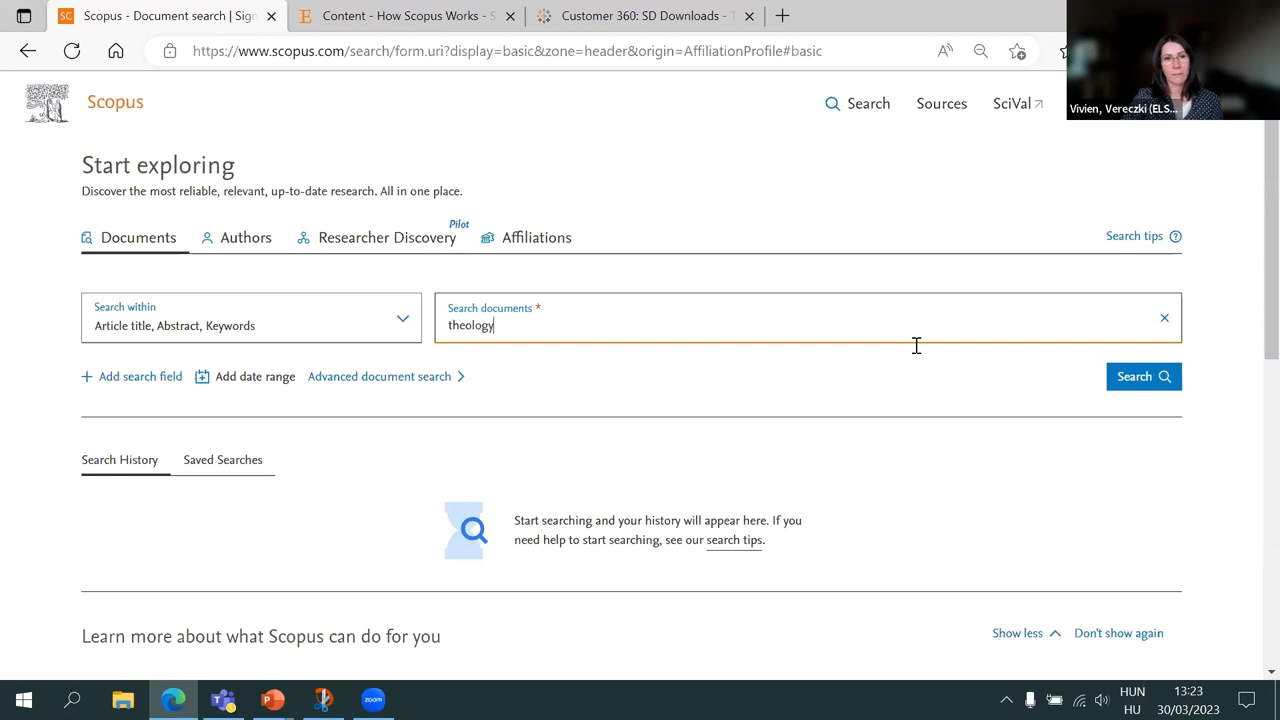 SC Scopus - Document search | Sign
Content - How Scopus Works - S
Customer 360: SD Downloads - T
https://www.scopus.com/search/form.uri?display=basic&zone=header&origin=AffiliationProfile#basic
Vivien, Vereczki (ELS...
Scopus
Search
Sources
SciVal
Start exploring
Discover the most reliable, relevant, up-to-date research. All in one place.
Documents
Authors
Researcher Discovery
Pilot
Affiliations
Search tips
Search within
Article title, Abstract, Keywords
Search documents *
theology
Add search field
Add date range
Advanced document search
Search
Search History
Saved Searches
Start searching and your history will appear here. If you
need help to start searching, see our search tips.
Learn more about what Scopus can do for you
Show less
Don't show again
zoom
HUN
HU
13:23
30/03/2023